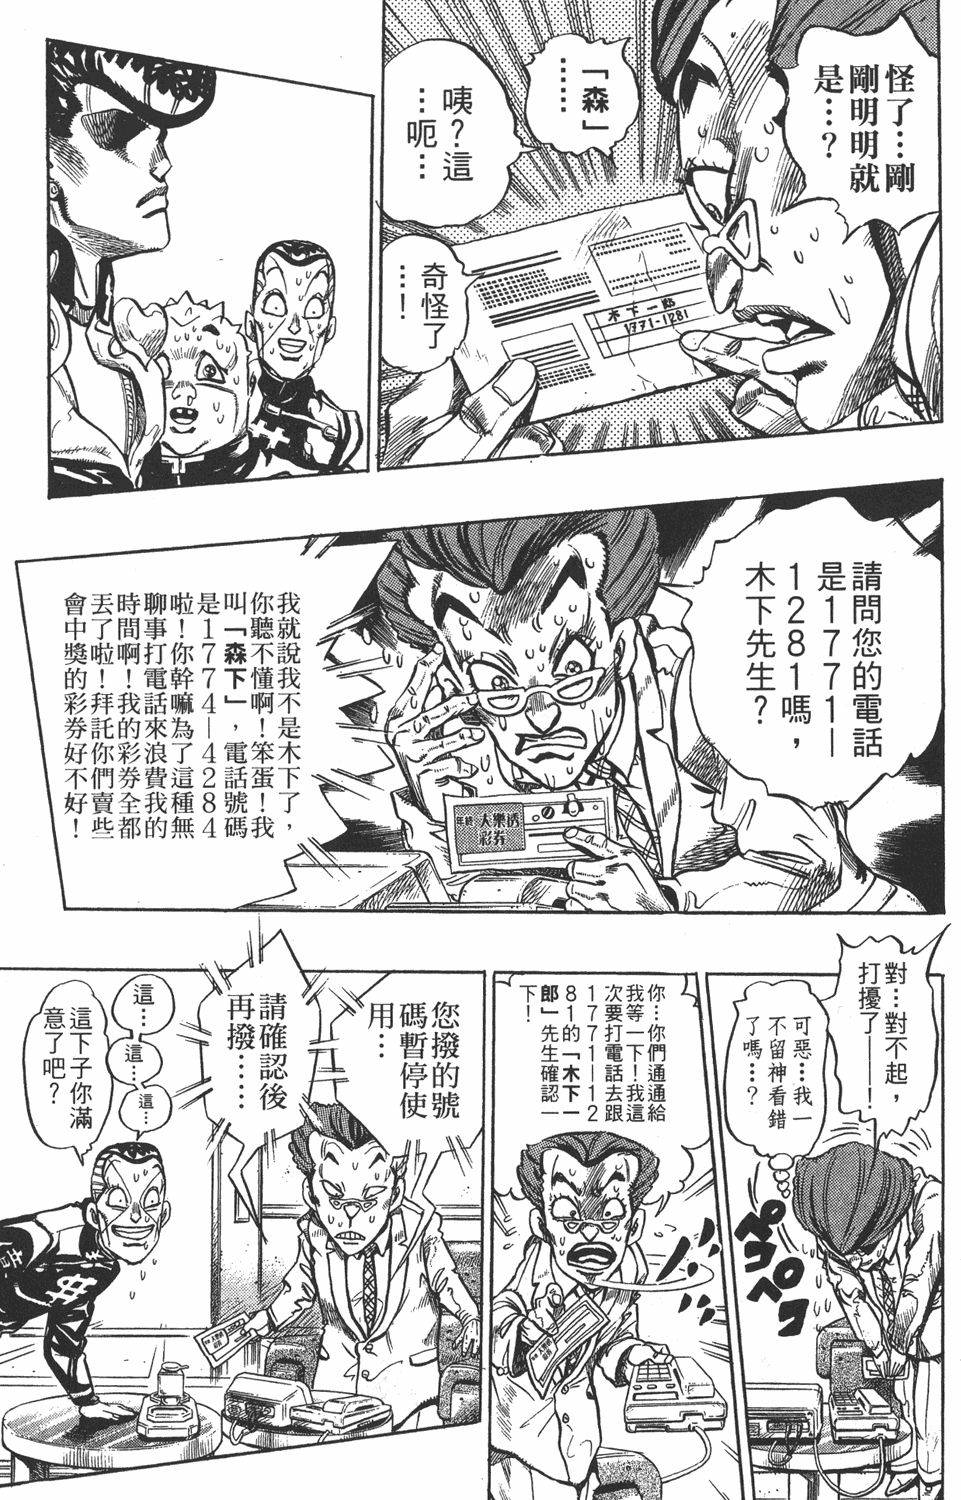 怪了…剛
剛明明就
是…?
「森」
……
咦?這
…呃…
奇怪了
…!
木下一郎
1771-1281
請問您的電話
是1771—
1281嗎,
木下先生?
年終 大樂透
彩券
我就說我不是木下了,
你聽不懂啊!笨蛋!我
叫「森下」,電話號碼
是1774—4284
啦!你幹嘛為了這種無
聊事打電話來浪費我的
時間啊!我的彩券全都
丟了啦!拜託你們賣些
會中獎的彩券好不好!
對…對不起,
打擾了——!
可惡…我一
不留神看錯
了嗎…?
ペコペコ
你…你們通通給
我等一下!我這
次要打電話去跟
1771—12
81的「木下一
郎」先生確認一
下!
您撥的號
碼暫停使
用…
請確認後
再撥……
這…
這…
這…
這下子你滿
意了吧?